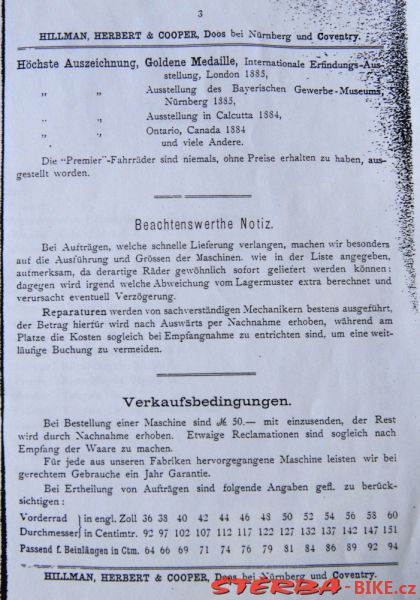 3
HILLMAN, HERBERT & COOPER, Doos bei Nürnberg und Coventry.
Höchste Auszeichnung, Goldene Medaille, Internationale Erfindungs-Aus-
stellung, London 1885,
„ „ Ausstellung des Bayerischen Gewerbe-Museums,
Nürnberg 1885,
„ „ Ausstellung in Calcutta 1884,
„ „ Ontario, Canada 1884
und viele Andere.
Die "Premier"-Fahrräder sind niemals, ohne Preise erhalten zu haben, aus-
gestellt worden.
Beachtenswerthe Notiz.
Bei Aufträgen, welche schnelle Lieferung verlangen, machen wir besonders
auf die Ausführung und Grössen der Maschinen. wie in der Liste angegeben,
aufmerksam, da derartige Räder gewöhnlich sofort geliefert werden können:
dagegen wird irgend welche Abweichung vom Lagermuster extra berechnet und
verursacht eventuell Verzögerung.
Reparaturen werden von sachverständigen Mechanikern bestens ausgeführt,
der Betrag hierfür wird nach Auswärts per Nachnahme erhoben, während am
Platze die Kosten sogleich bei Empfangnahme zu entrichten sind, um eine weit-
läufige Buchung zu vermeiden.
Verkaufsbedingungen.
Bei Bestellung einer Maschine sind ℳ 50.— mit einzusenden, der Rest
wird durch Nachnahme erhoben. Etwaige Reclamationen sind sogleich nach
Empfang der Waare zu machen.
Für jede aus unseren Fabriken hervorgegangene Maschine leisten wir bei
gerechtem Gebrauche ein Jahr Garantie.
Bei Ertheilung von Aufträgen sind folgende Angaben gefl. zu berück-
sichtigen:
Vorderrad } in engl. Zoll 36 38 40 42 44 46 48 50 52 54 56 58 60
Durchmesser } in Centimtr. 92 97 102 107 112 117 122 127 132 137 142 147 151
Passend f. Beinlängen in Ctm. 64 66 69 71 74 76 79 81 84 86 89 92 94
HILLMAN, HERBERT & COOPER, Doos bei Nürnberg und Coventry.
STERBA-BIKE.cz